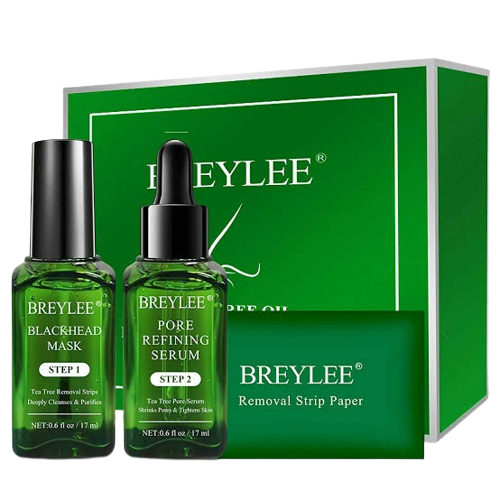 BREYLEE®
OIL
BREYLEE®
BLACKHEAD
MASK
STEP 1
Tea Tree Removal Strips
Deeply Cleanses & Purifies
NET:0.6 fl oz / 17 ml
BREYLEE®
PORE
REFINING
SERUM
STEP 2
Tea Tree Pore Serum
Shrinks Pores & Tightens Skin
NET:0.6 fl oz / 17 ml
BREYLEE®
Removal Strip Paper